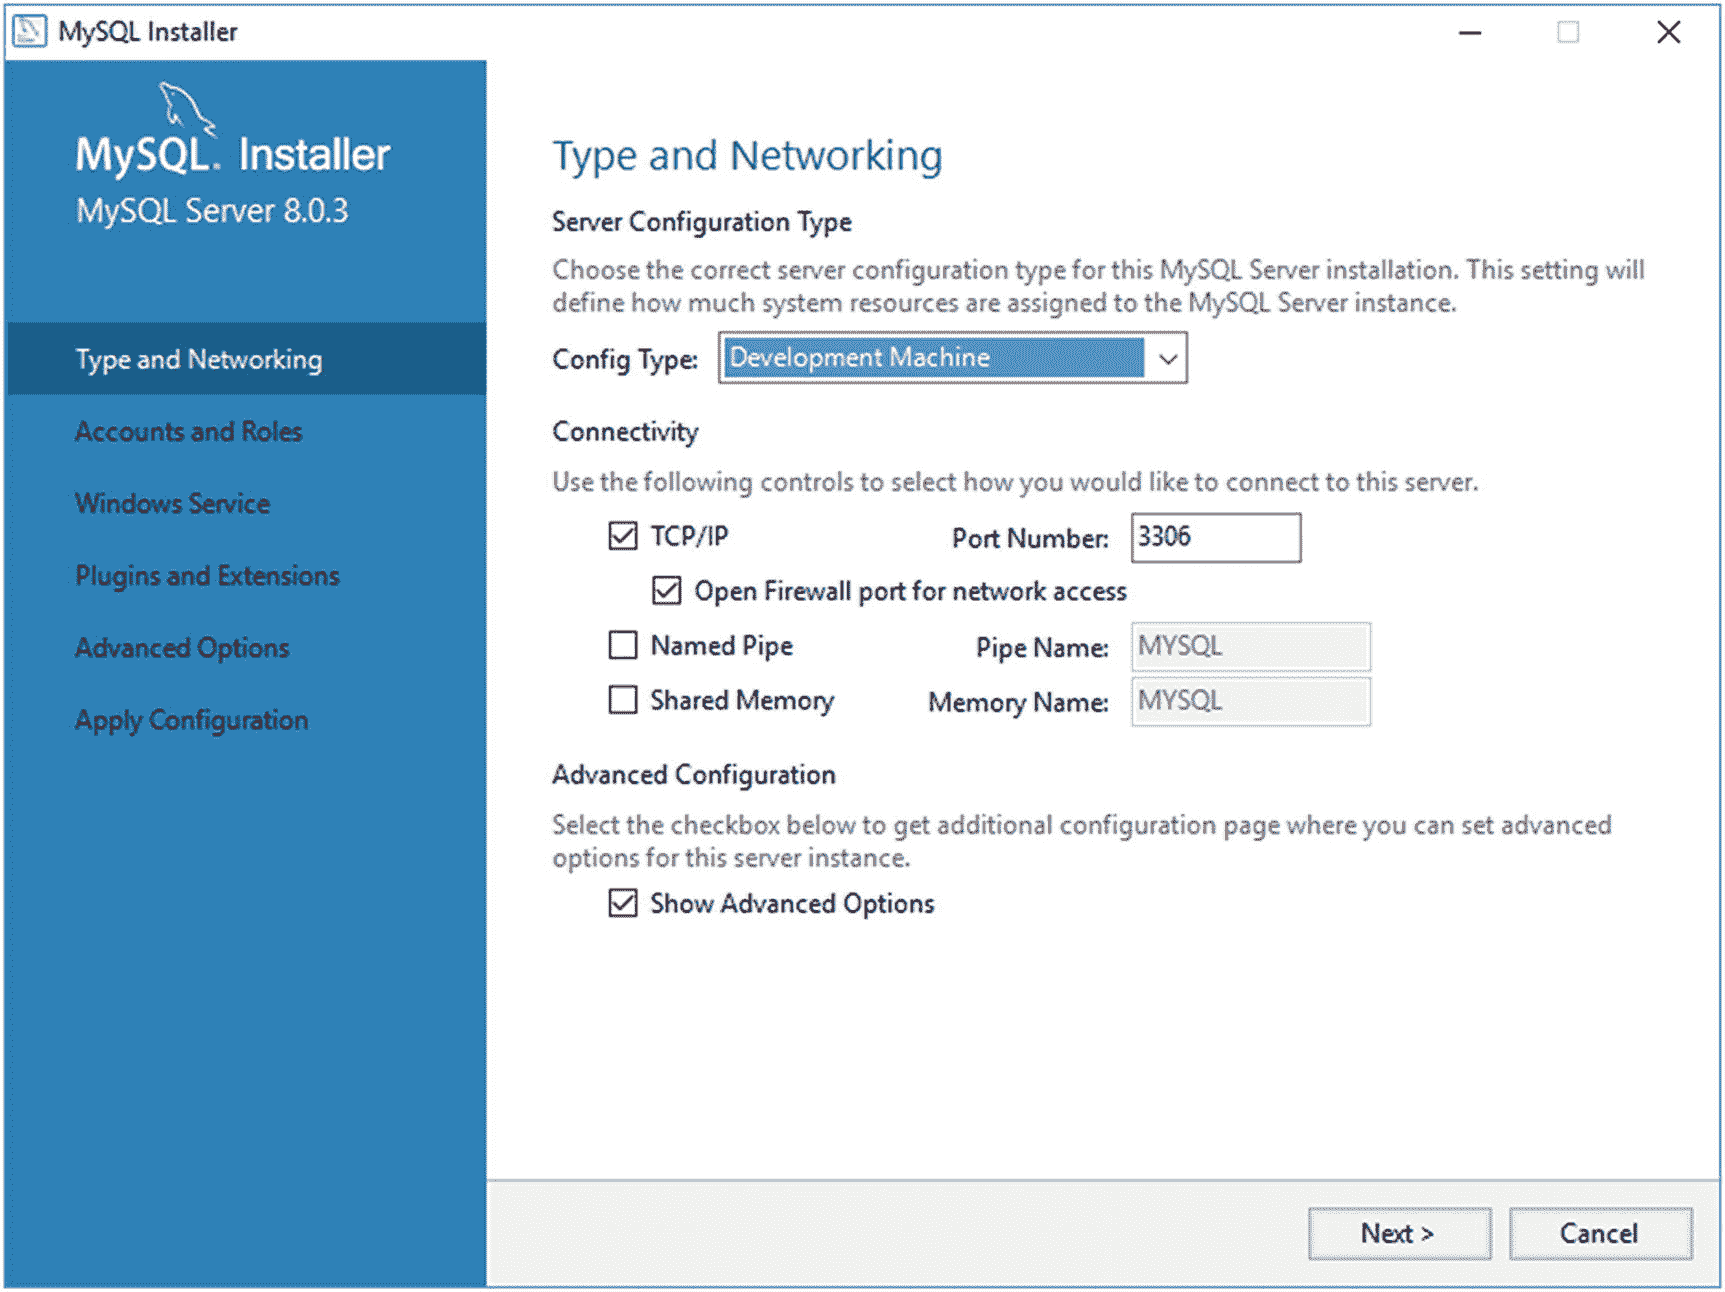 MySQL Installer
MySQL. Installer
MySQL Server 8.0.3
Type and Networking
Accounts and Roles
Windows Service
Plugins and Extensions
Advanced Options
Apply Configuration
Type and Networking
Server Configuration Type
Choose the correct server configuration type for this MySQL Server installation. This setting will
define how much system resources are assigned to the MySQL Server instance.
Config Type: Development Machine
Connectivity
Use the following controls to select how you would like to connect to this server.
TCP/IP Port Number: 3306
Open Firewall port for network access
Named Pipe Pipe Name: MYSQL
Shared Memory Memory Name: MYSQL
Advanced Configuration
Select the checkbox below to get additional configuration page where you can set advanced
options for this server instance.
Show Advanced Options
Next > Cancel